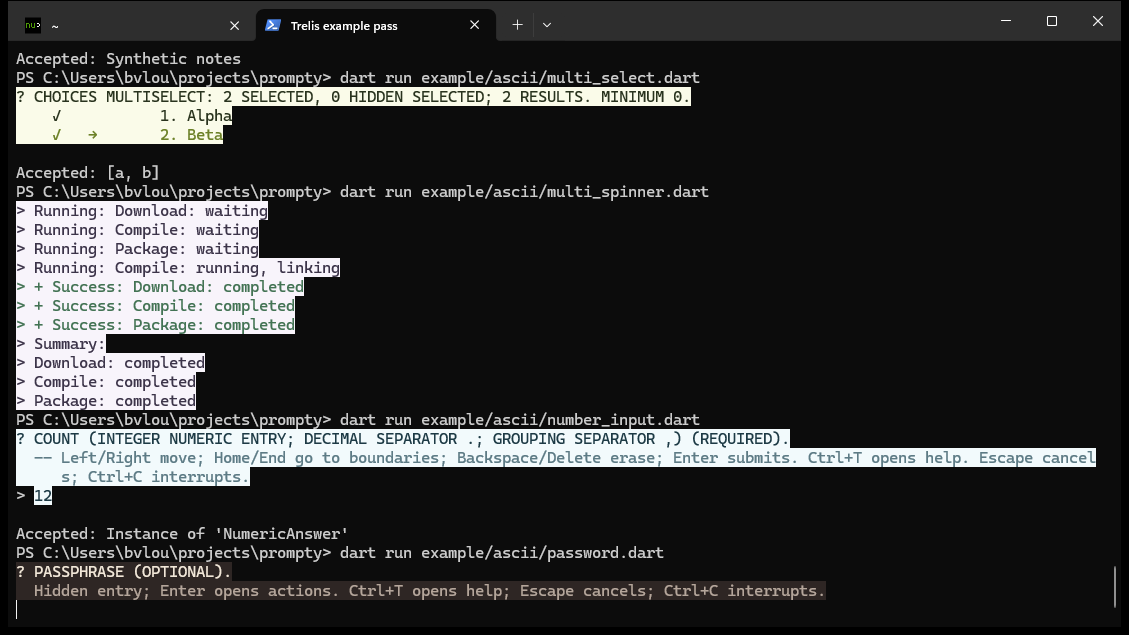 nu> ~
Trelis example pass
Accepted: Synthetic notes
PS C:\Users\bvlou\projects\prompty> dart run example/ascii/multi_select.dart
? CHOICES MULTISELECT: 2 SELECTED, 0 HIDDEN SELECTED; 2 RESULTS. MINIMUM 0.
√ 1. Alpha
√ → 2. Beta
Accepted: [a, b]
PS C:\Users\bvlou\projects\prompty> dart run example/ascii/multi_spinner.dart
> Running: Download: waiting
> Running: Compile: waiting
> Running: Package: waiting
> Running: Compile: running, linking
> + Success: Download: completed
> + Success: Compile: completed
> + Success: Package: completed
> Summary:
> Download: completed
> Compile: completed
> Package: completed
PS C:\Users\bvlou\projects\prompty> dart run example/ascii/number_input.dart
? COUNT (INTEGER NUMERIC ENTRY; DECIMAL SEPARATOR .; GROUPING SEPARATOR ,) (REQUIRED).
-- Left/Right move; Home/End go to boundaries; Backspace/Delete erase; Enter submits. Ctrl+T opens help. Escape cancel
s; Ctrl+C interrupts.
> 12
Accepted: Instance of 'NumericAnswer'
PS C:\Users\bvlou\projects\prompty> dart run example/ascii/password.dart
? PASSPHRASE (OPTIONAL).
Hidden entry; Enter opens actions. Ctrl+T opens help; Escape cancels; Ctrl+C interrupts.